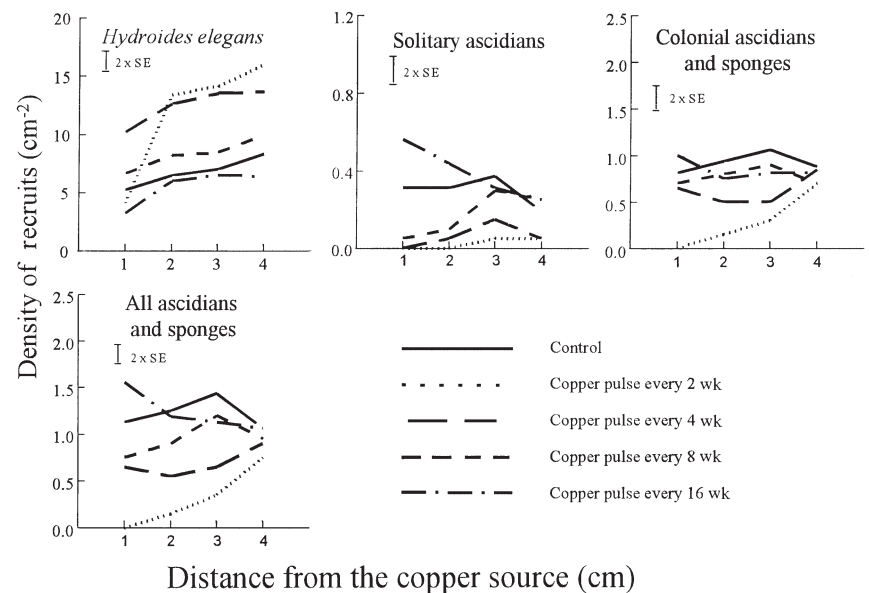 Density of recruits (cm-2)
Hydroides elegans
2 x SE
20
15
10
5
0
1 2 3 4
Solitary ascidians
2 x SE
1.2
0.8
0.4
0.0
1 2 3 4
Colonial ascidians
and sponges
2 x SE
2.5
2.0
1.5
1.0
0.5
0.0
1 2 3 4
All ascidians
and sponges
2 x SE
2.5
2.0
1.5
1.0
0.5
0.0
1 2 3 4
Control
Copper pulse every 2 wk
Copper pulse every 4 wk
Copper pulse every 8 wk
Copper pulse every 16 wk
Distance from the copper source (cm)